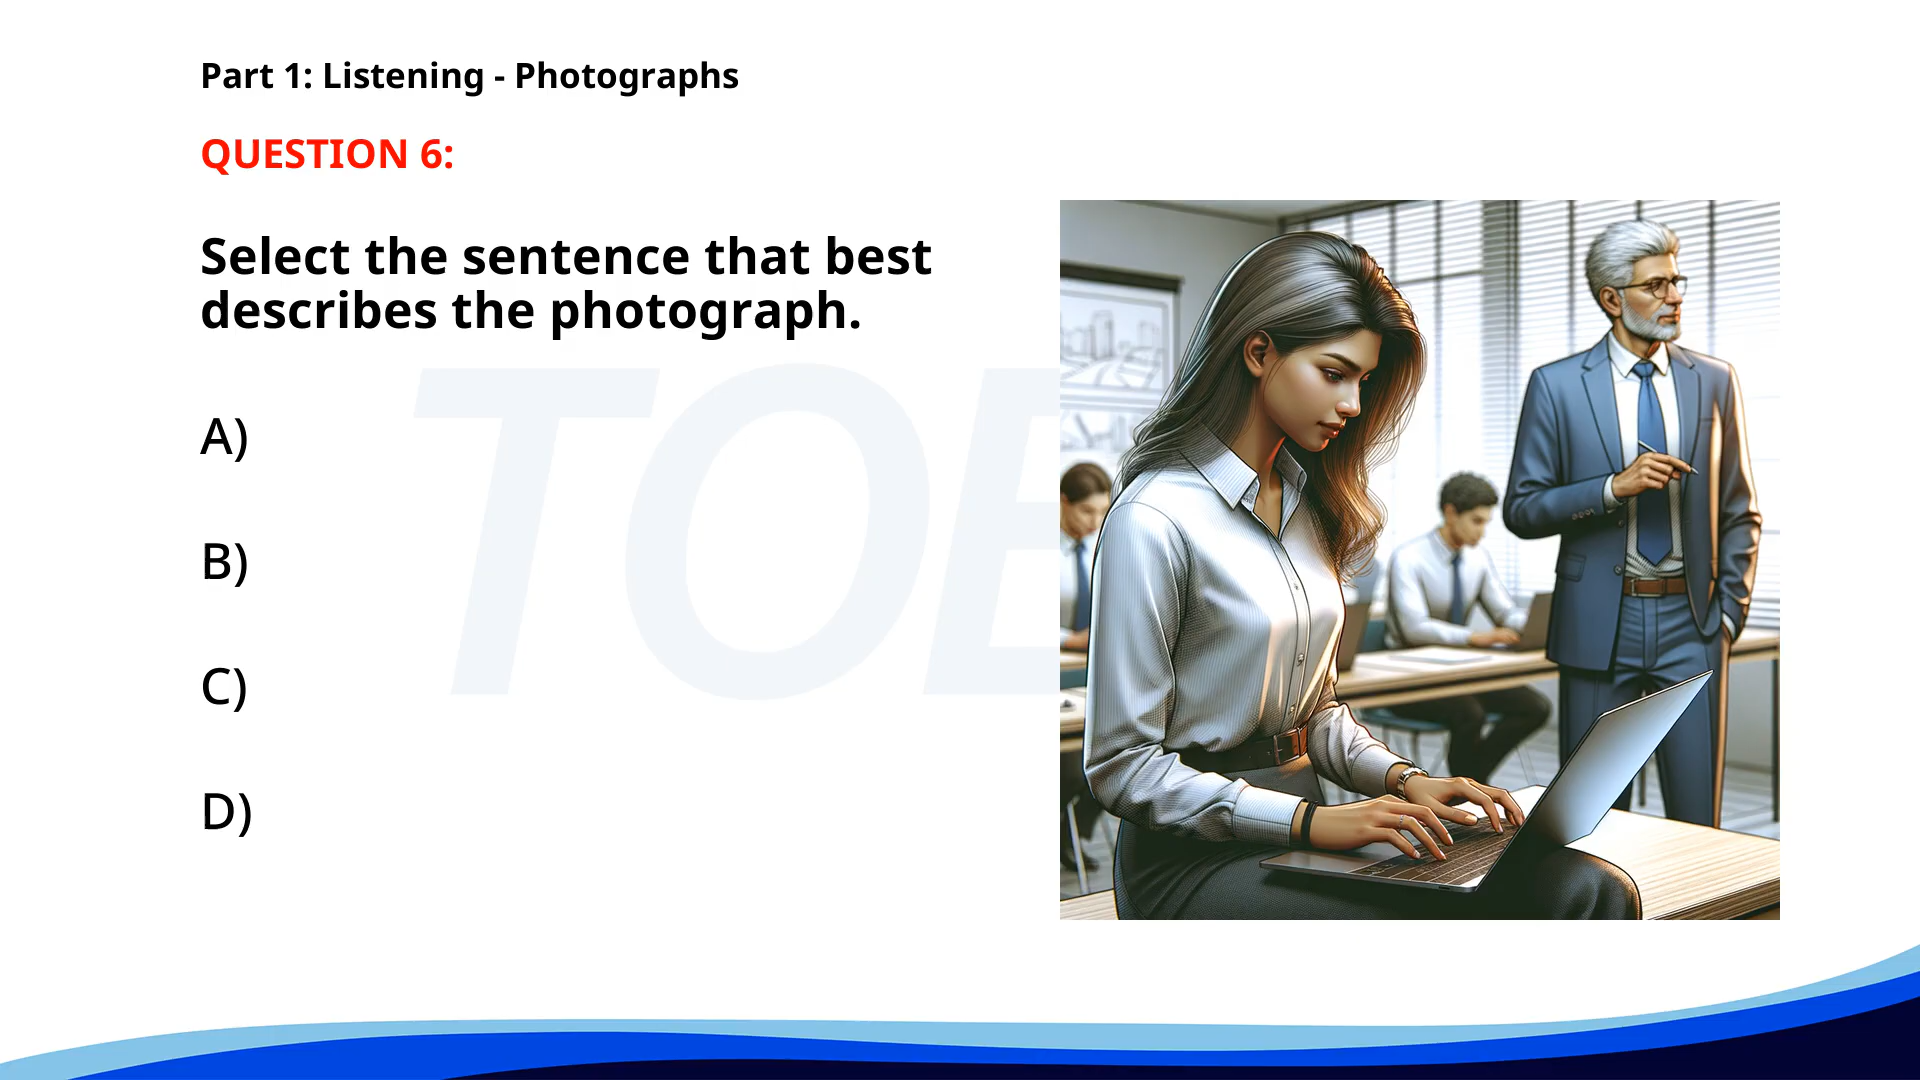 Part 1: Listening - Photographs
QUESTION 6:
Select the sentence that best
describes the photograph.
A)
B)
C)
D)